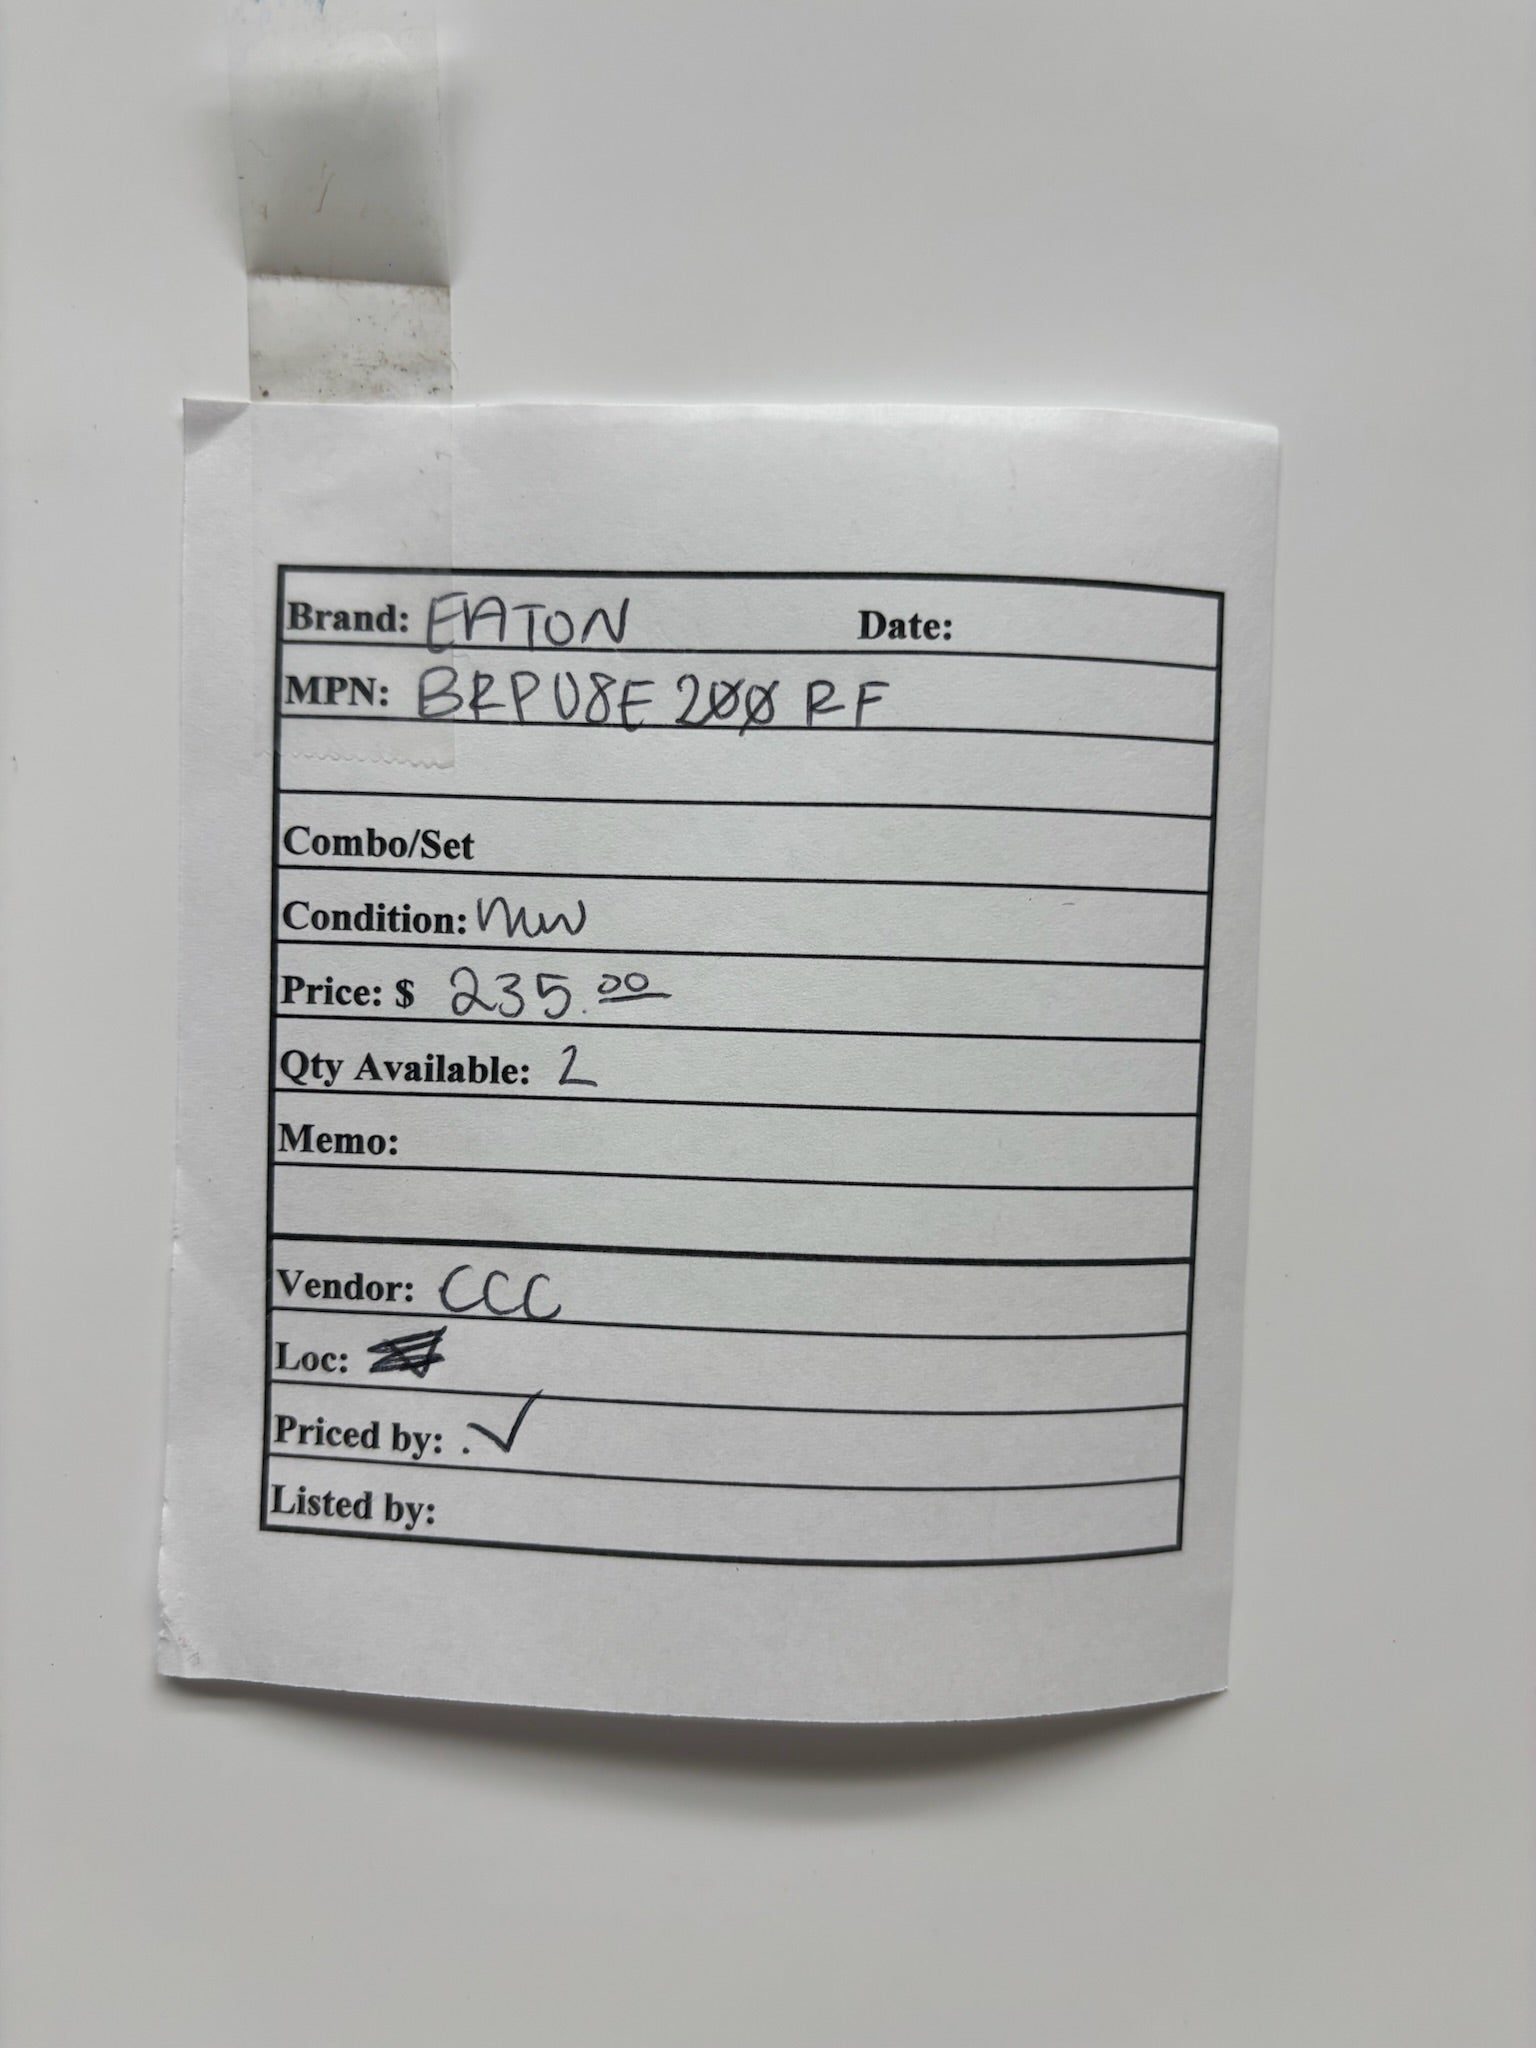 Brand: EATON Date:
MPN: BRPU8E200RF
Combo/Set
Condition: new
Price: $ 235.00
Qty Available: 2
Memo:
Vendor: CCC
Loc:
Priced by: . ✓
Listed by: